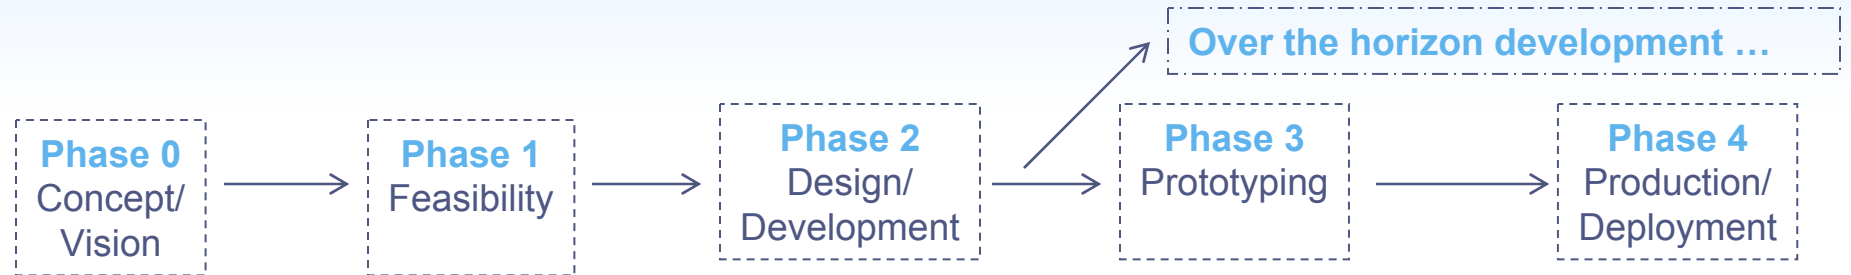 Over the horizon development …
Phase 0
Concept/
Vision
Phase 1
Feasibility
Phase 2
Design/
Development
Phase 3
Prototyping
Phase 4
Production/
Deployment